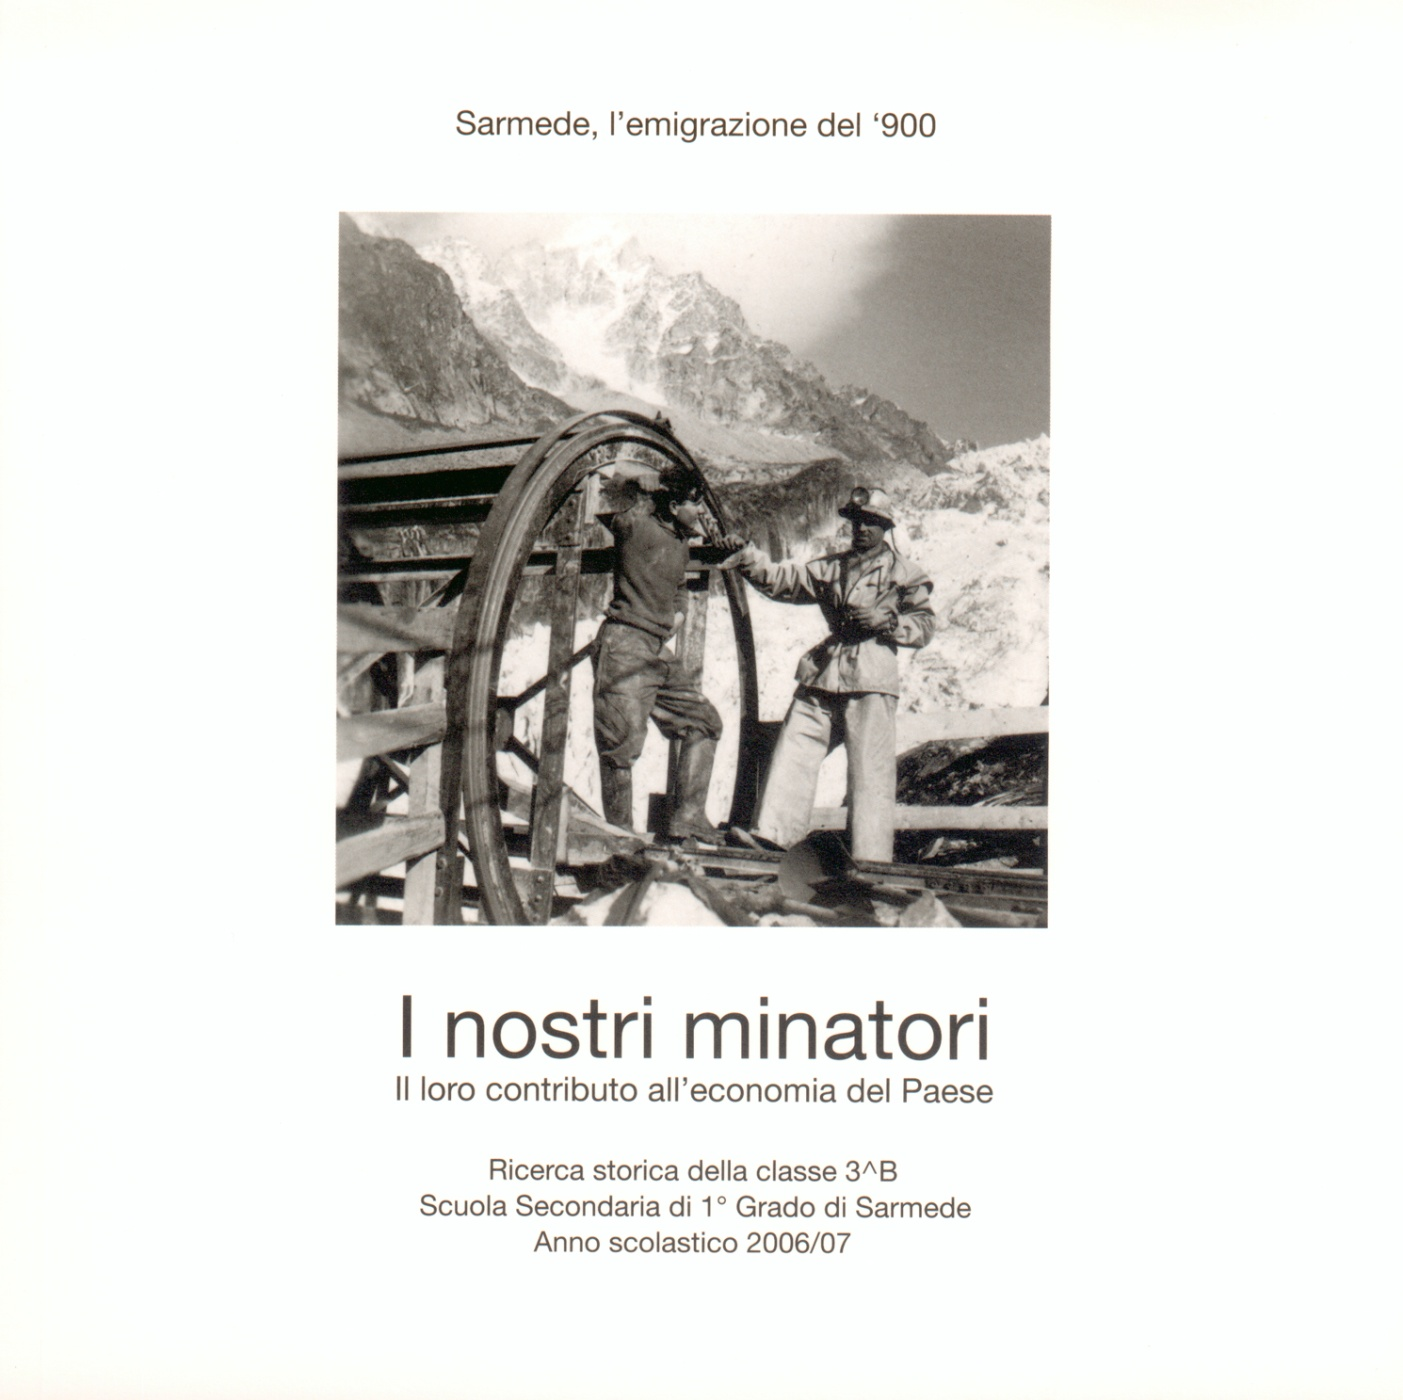 Sarmede, l’emigrazione del ‘900
I nostri minatori
Il loro contributo all’economia del Paese
Ricerca storica della classe 3^B
Scuola Secondaria di 1° Grado di Sarmede
Anno scolastico 2006/07